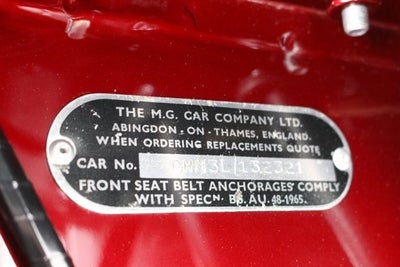 THE M.G. CAR COMPANY LTD.
ABINGDON - ON - THAMES, ENGLAND.
WHEN ORDERING REPLACEMENTS QUOTE
CAR No. GHN3L/132321
FRONT SEAT BELT ANCHORAGES COMPLY
WITH SPECN. BS. AU. 48-1965.